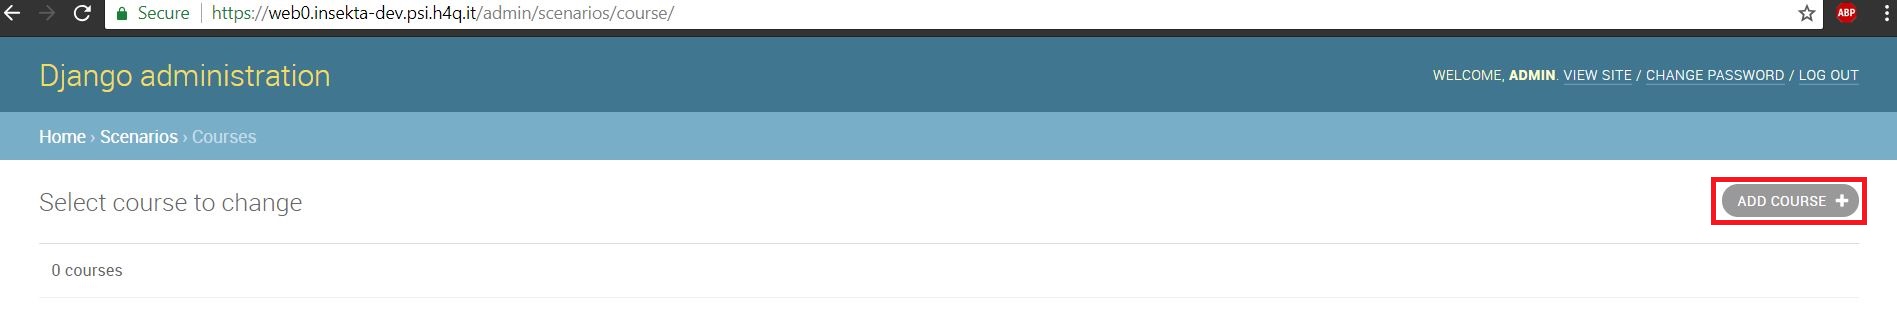 Secure https://web0.insekta-dev.psi.h4q.it/admin/scenarios/course/ ABP
Django administration
WELCOME, ADMIN. VIEW SITE / CHANGE PASSWORD / LOG OUT
Home › Scenarios › Courses
Select course to change
ADD COURSE +
0 courses